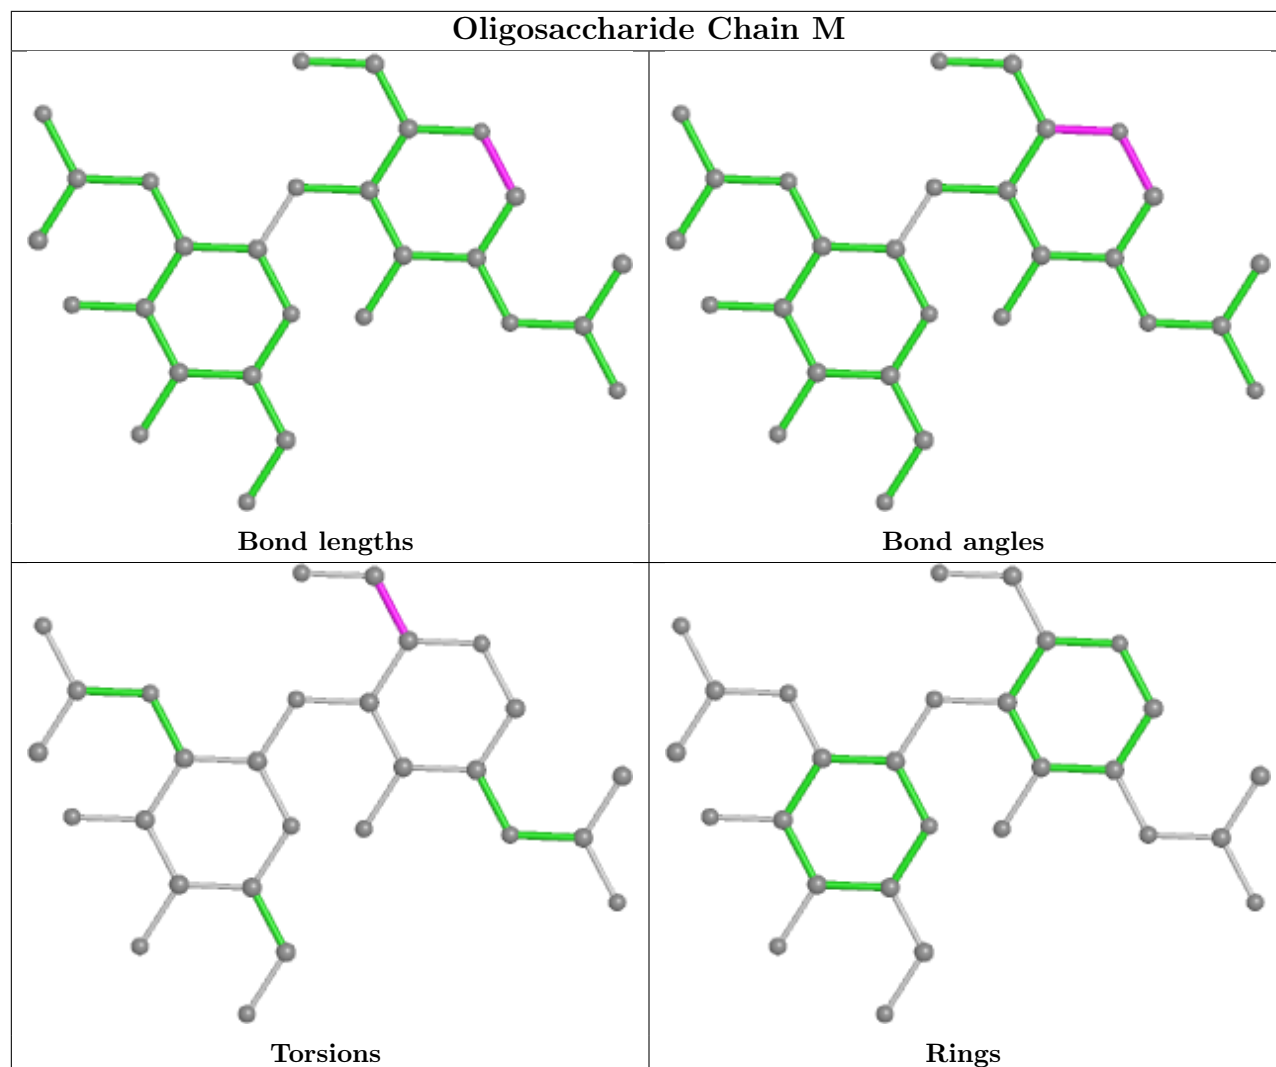 Oligosaccharide Chain M
Bond lengths
Bond angles
Torsions
Rings